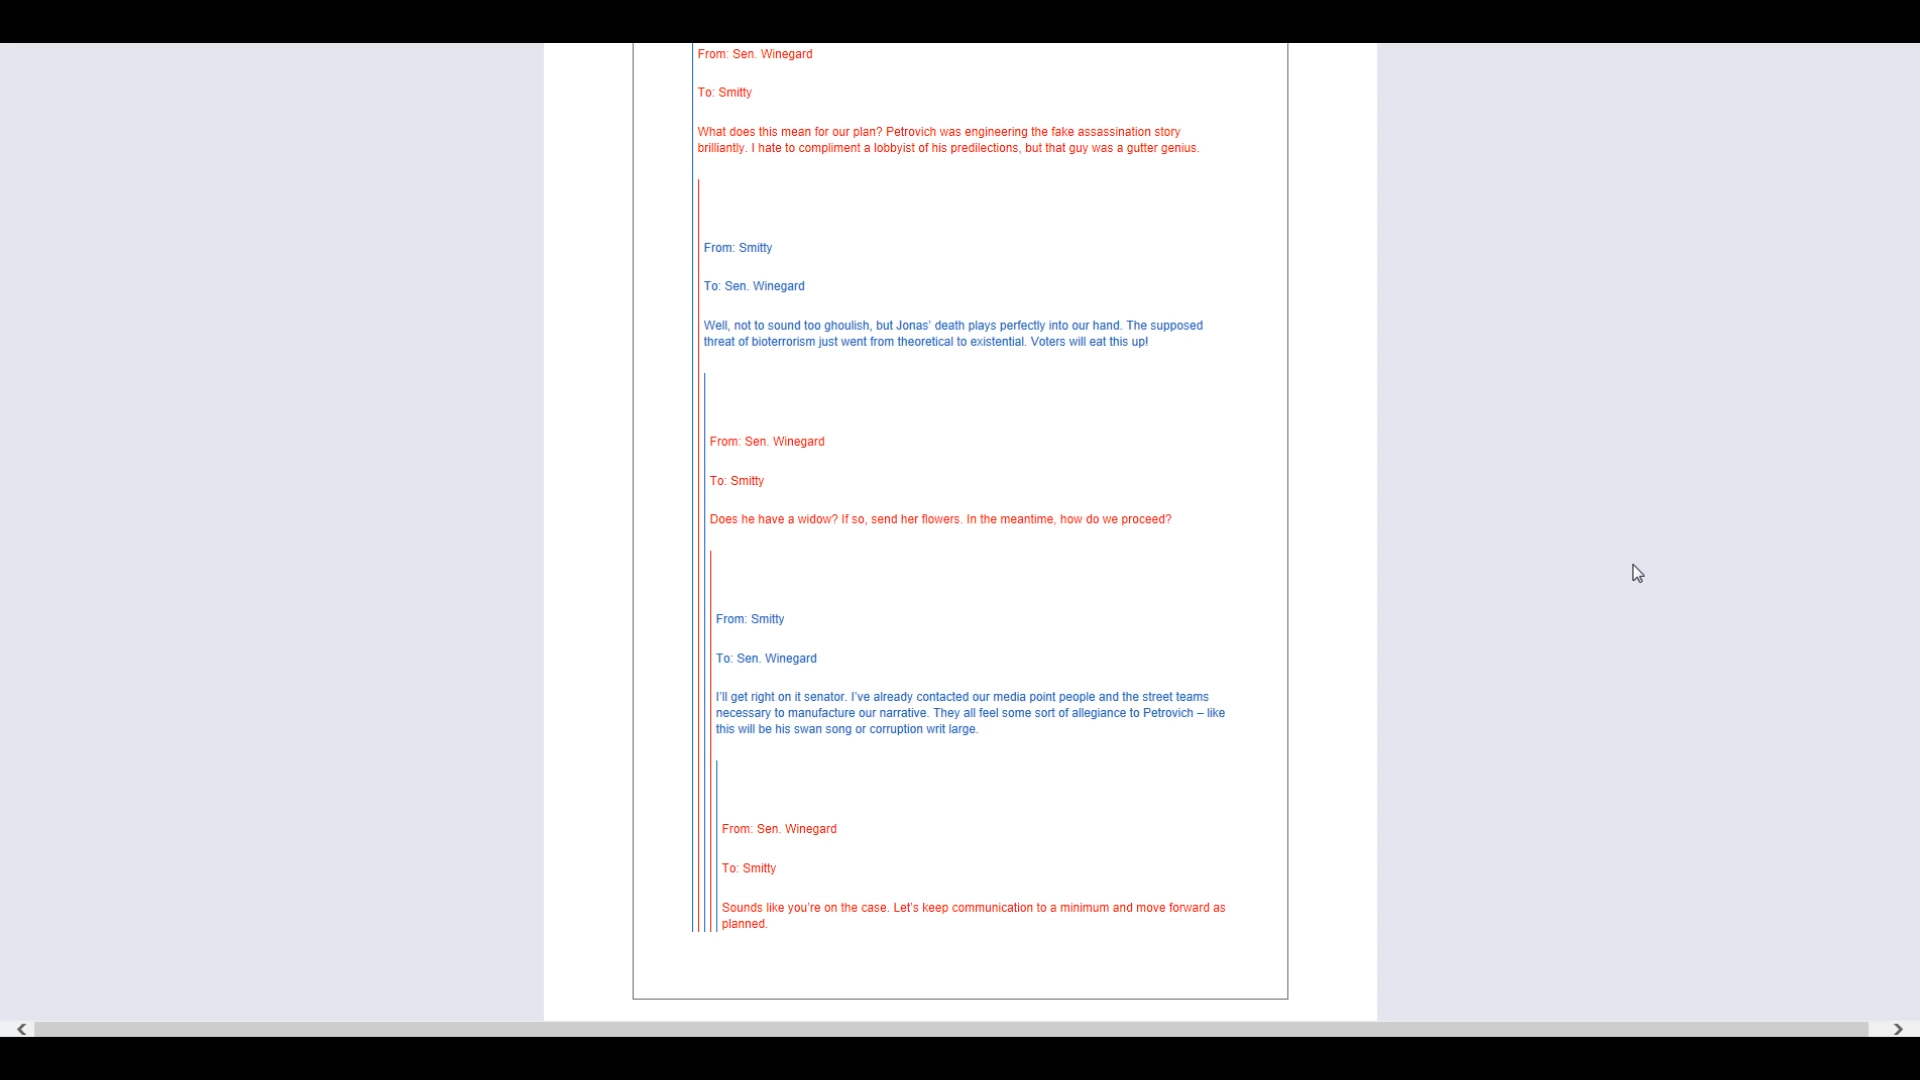 From: Sen. Winegard
To: Smitty
What does this mean for our plan? Petrovich was engineering the fake assassination story
brilliantly. I hate to compliment a lobbyist of his predilections, but that guy was a gutter genius.
From: Smitty
To: Sen. Winegard
Well, not to sound too ghoulish, but Jonas’ death plays perfectly into our hand. The supposed
threat of bioterrorism just went from theoretical to existential. Voters will eat this up!
From: Sen. Winegard
To: Smitty
Does he have a widow? If so, send her flowers. In the meantime, how do we proceed?
From: Smitty
To: Sen. Winegard
I’ll get right on it senator. I’ve already contacted our media point people and the street teams
necessary to manufacture our narrative. They all feel some sort of allegiance to Petrovich – like
this will be his swan song or corruption writ large.
From: Sen. Winegard
To: Smitty
Sounds like you’re on the case. Let’s keep communication to a minimum and move forward as
planned.